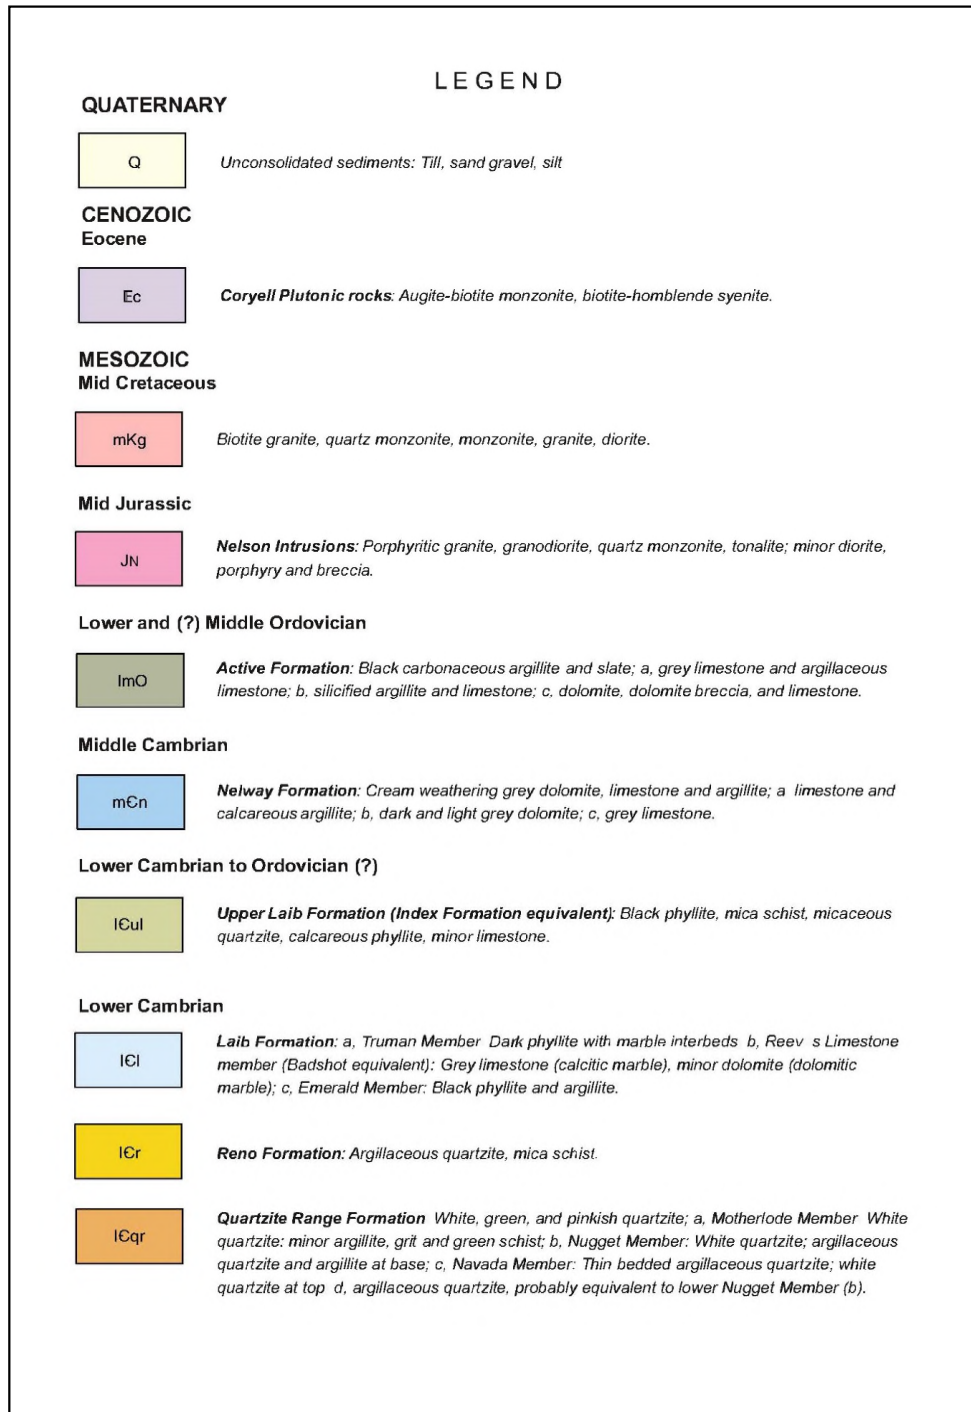 LEGEND
QUATERNARY
Q
Unconsolidated sediments: Till, sand gravel, silt
CENOZOIC
Eocene
Ec
Coryell Plutonic rocks: Augite-biotite monzonite, biotite-homblende syenite.
MESOZOIC
Mid Cretaceous
mKg
Biotite granite, quartz monzonite, monzonite, granite, diorite.
Mid Jurassic
JN
Nelson Intrusions: Porphyritic granite, granodiorite, quartz monzonite, tonalite; minor diorite,
porphyry and breccia.
Lower and (?) Middle Ordovician
lmO
Active Formation: Black carbonaceous argillite and slate; a, grey limestone and argillaceous
limestone; b, silicified argillite and limestone; c, dolomite, dolomite breccia, and limestone.
Middle Cambrian
mЄn
Nelway Formation: Cream weathering grey dolomite, limestone and argillite; a limestone and
calcareous argillite; b, dark and light grey dolomite; c, grey limestone.
Lower Cambrian to Ordovician (?)
lЄul
Upper Laib Formation (Index Formation equivalent): Black phyllite, mica schist, micaceous
quartzite, calcareous phyllite, minor limestone.
Lower Cambrian
lЄl
Laib Formation: a, Truman Member Dark phyllite with marble interbeds b, Reev s Limestone
member (Badshot equivalent): Grey limestone (calcitic marble), minor dolomite (dolomitic
marble); c, Emerald Member: Black phyllite and argillite.
lЄr
Reno Formation: Argillaceous quartzite, mica schist.
lЄqr
Quartzite Range Formation White, green, and pinkish quartzite; a, Motherlode Member White
quartzite: minor argillite, grit and green schist; b, Nugget Member: White quartzite; argillaceous
quartzite and argillite at base; c, Navada Member: Thin bedded argillaceous quartzite; white
quartzite at top d, argillaceous quartzite, probably equivalent to lower Nugget Member (b).